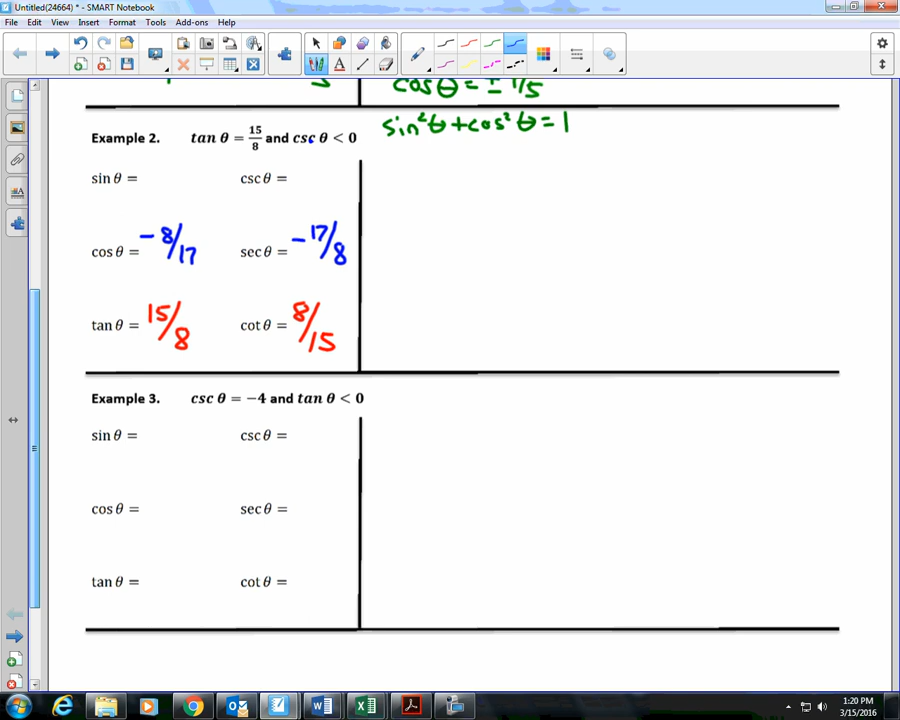 Untitled(24664) * - SMART Notebook
File Edit View Insert Format Tools Add-ons Help
cos θ = ± 1/5
Example 2. tan θ = 15/8 and csc θ < 0
sin²θ + cos²θ = 1
sin θ = csc θ =
cos θ = -8/17 sec θ = -17/8
tan θ = 15/8 cot θ = 8/15
Example 3. csc θ = −4 and tan θ < 0
sin θ = csc θ =
cos θ = sec θ =
tan θ = cot θ =
1:20 PM
3/15/2016